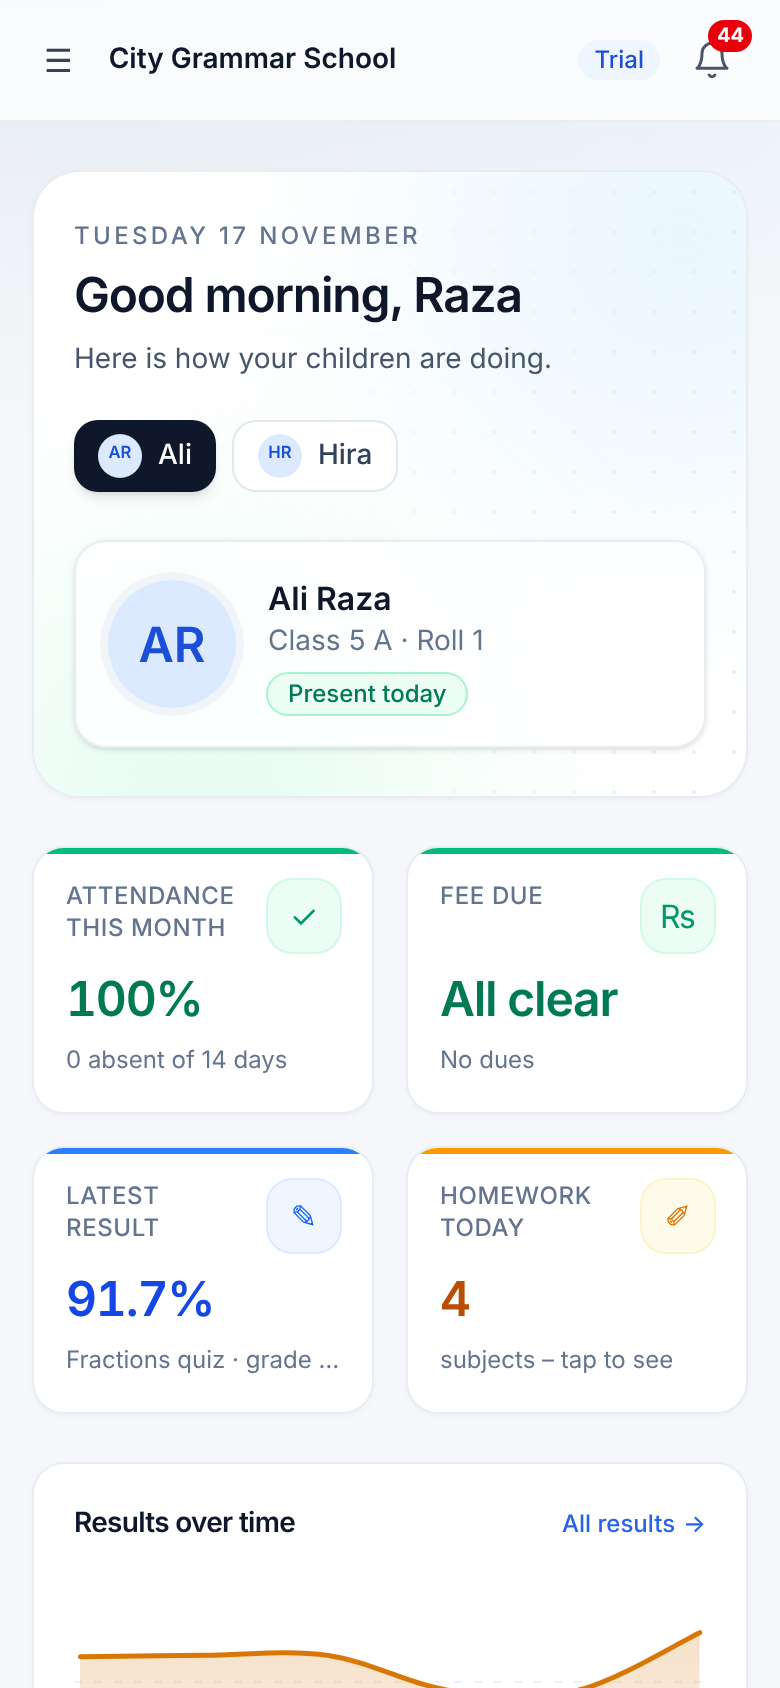 ☰ City Grammar School Trial 44
TUESDAY 17 NOVEMBER
Good morning, Raza
Here is how your children are doing.
AR Ali HR Hira
AR
Ali Raza
Class 5 A · Roll 1
Present today
ATTENDANCE
THIS MONTH
✓
100%
0 absent of 14 days
FEE DUE
Rs
All clear
No dues
LATEST
RESULT
✎
91.7%
Fractions quiz · grade ...
HOMEWORK
TODAY
✐
4
subjects – tap to see
Results over time
All results →